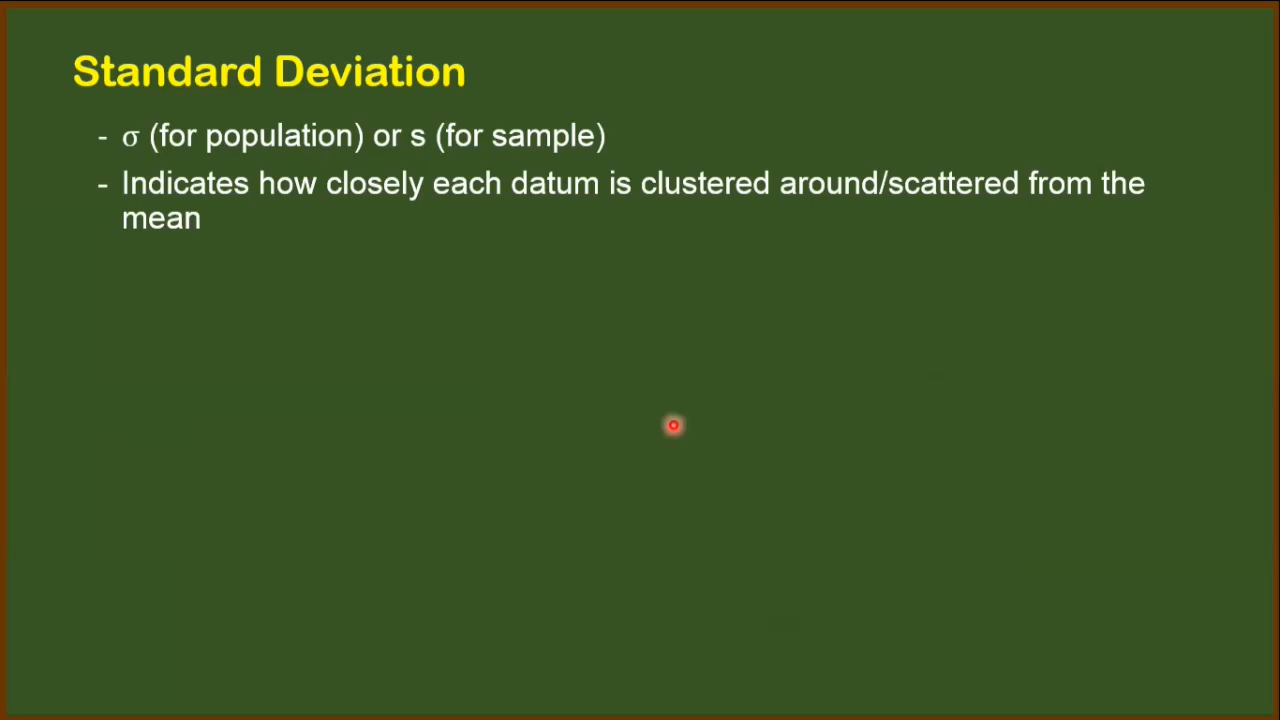 Standard Deviation
- σ (for population) or s (for sample)
- Indicates how closely each datum is clustered around/scattered from the
mean